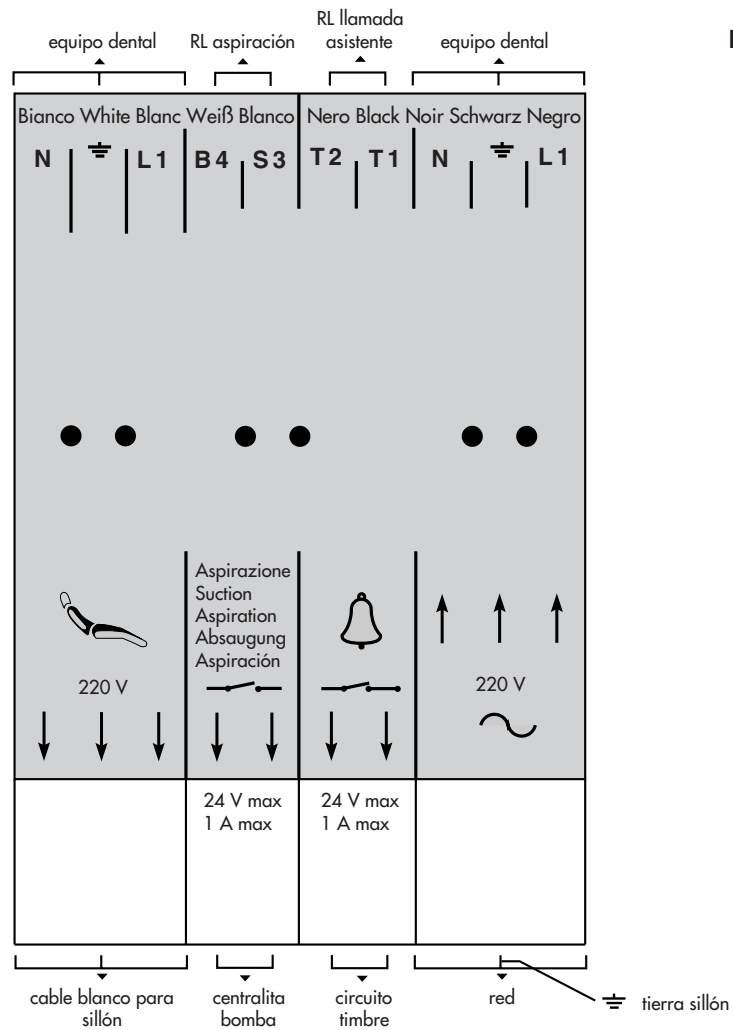 RL llamada
asistente
equipo dental
RL aspiración
equipo dental
Bianco White Blanc Weiß Blanco
Nero Black Noir Schwarz Negro
N L1 B4 S3 T2 T1 N L1
Aspirazione
Suction
Aspiration
Absaugung
Aspiración
220 V
220 V
24 V max
1 A max
24 V max
1 A max
cable blanco para
sillón
centralita
bomba
circuito
timbre
red
tierra sillón